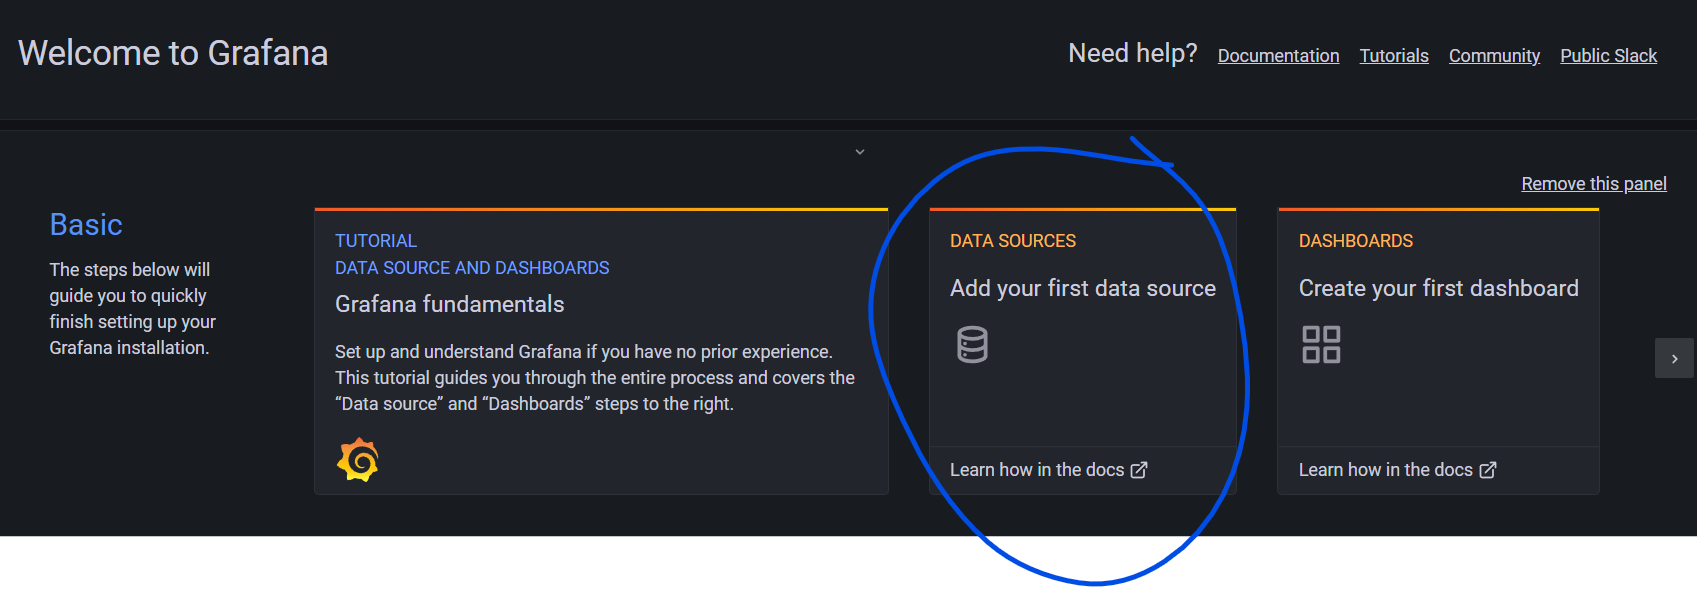 Welcome to Grafana
Need help? Documentation Tutorials Community Public Slack
Remove this panel
Basic
The steps below will
guide you to quickly
finish setting up your
Grafana installation.
TUTORIAL
DATA SOURCE AND DASHBOARDS
Grafana fundamentals
Set up and understand Grafana if you have no prior experience.
This tutorial guides you through the entire process and covers the
“Data source” and “Dashboards” steps to the right.
DATA SOURCES
Add your first data source
Learn how in the docs
DASHBOARDS
Create your first dashboard
Learn how in the docs